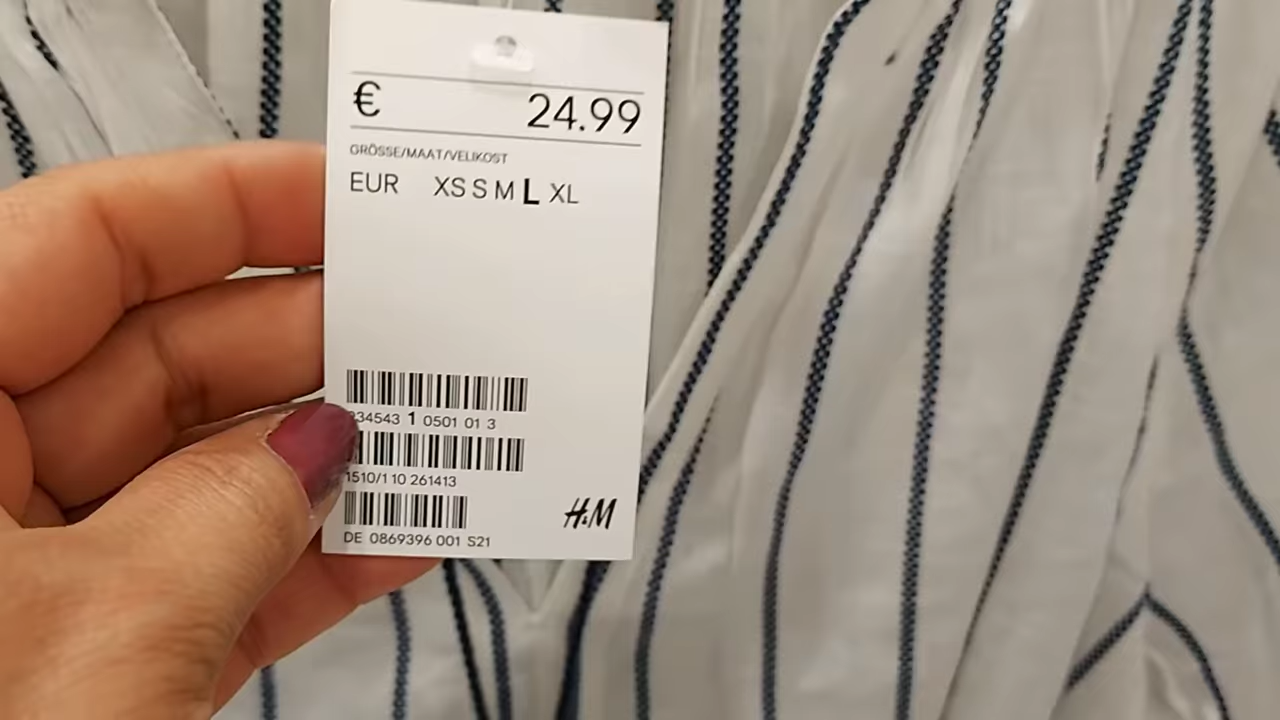 € 24.99
GRÖSSE/MAAT/VELIKOST
EUR XS S M L XL
34543 1 0501 01 3
1510/1 10 261413
H&M
DE 0869396 001 S21